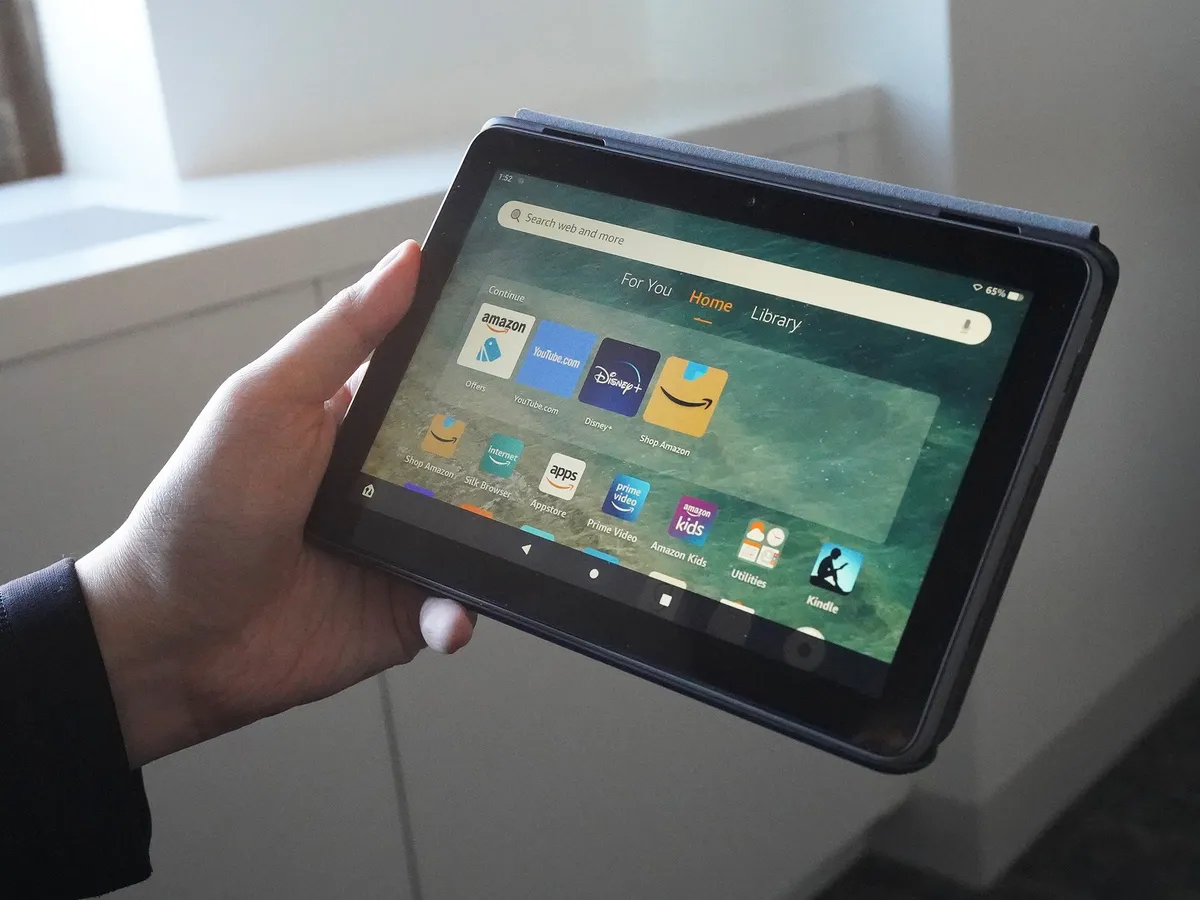 1:52
65%
Search web and more
For You Home Library
Continue
amazon
YouTube.com
Disney+
Offers
YouTube.com
Disney+
Shop Amazon
internet
apps
prime video
amazon kids
Shop Amazon
Silk Browser
Appstore
Prime Video
Amazon Kids
Utilities
Kindle